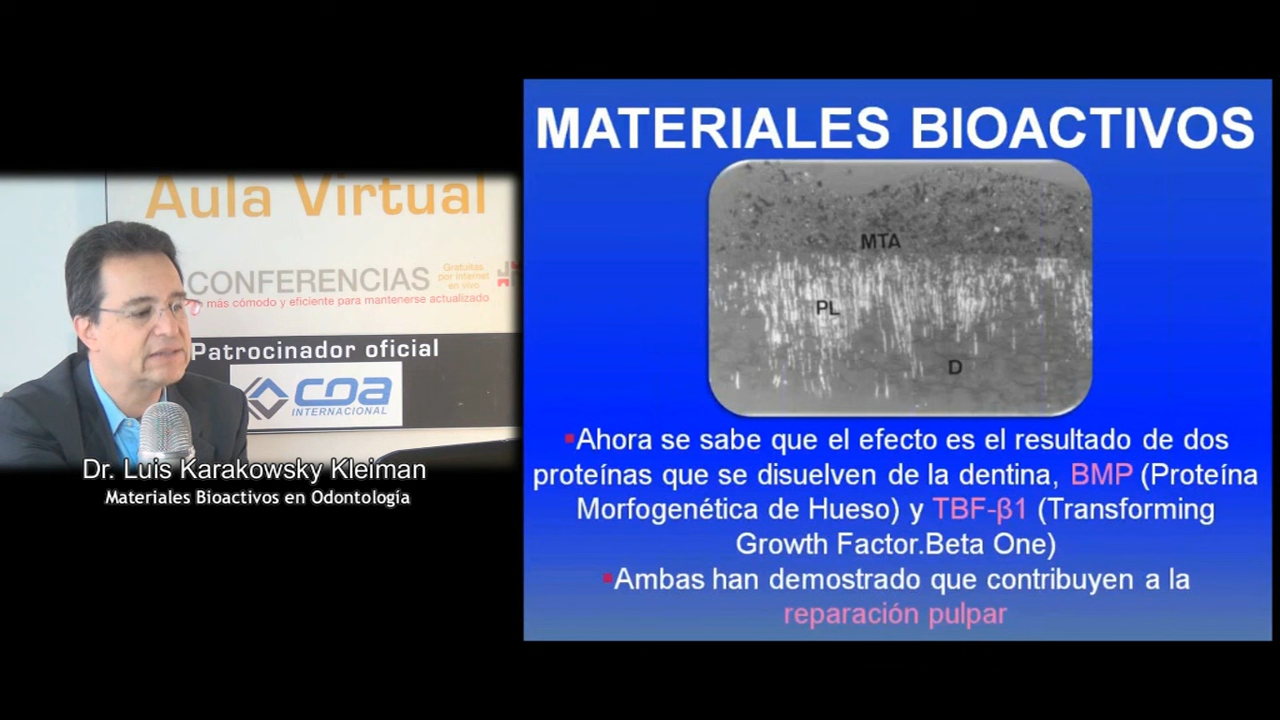 Aula Virtual
CONFERENCIAS
Gratuitas
por internet
en vivo
más cómodo y eficiente para mantenerse actualizado
Patrocinador oficial
COA
INTERNACIONAL
Dr. Luis Karakowsky Kleiman
Materiales Bioactivos en Odontología
MATERIALES BIOACTIVOS
MTA
PL
D
Ahora se sabe que el efecto es el resultado de dos
proteínas que se disuelven de la dentina, BMP (Proteína
Morfogenética de Hueso) y TBF-β1 (Transforming
Growth Factor.Beta One)
Ambas han demostrado que contribuyen a la
reparación pulpar